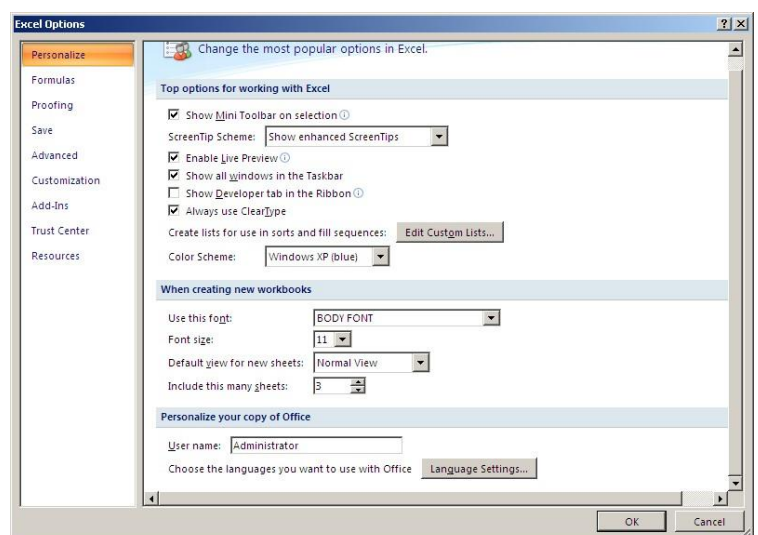 Excel Options
Personalize
Formulas
Proofing
Save
Advanced
Customization
Add-Ins
Trust Center
Resources
Change the most popular options in Excel.
Top options for working with Excel
Show Mini Toolbar on selection
ScreenTip Scheme: Show enhanced ScreenTips
Enable Live Preview
Show all windows in the Taskbar
Show Developer tab in the Ribbon
Always use ClearType
Create lists for use in sorts and fill sequences: Edit Custom Lists...
Color Scheme: Windows XP (blue)
When creating new workbooks
Use this font: BODY FONT
Font size: 11
Default view for new sheets: Normal View
Include this many sheets: 3
Personalize your copy of Office
User name: Administrator
Choose the languages you want to use with Office Language Settings...
OK Cancel